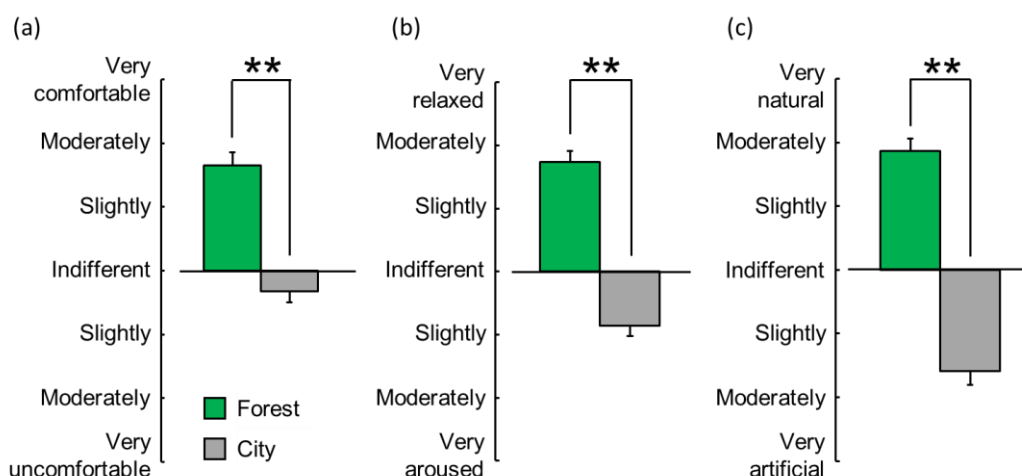 (a)
Very
comfortable
Moderately
Slightly
Indifferent
Slightly
Moderately
Very
uncomfortable
**
Forest
City
(b)
Very
relaxed
Moderately
Slightly
Indifferent
Slightly
Moderately
Very
aroused
**
(c)
Very
natural
Moderately
Slightly
Indifferent
Slightly
Moderately
Very
artificial
**